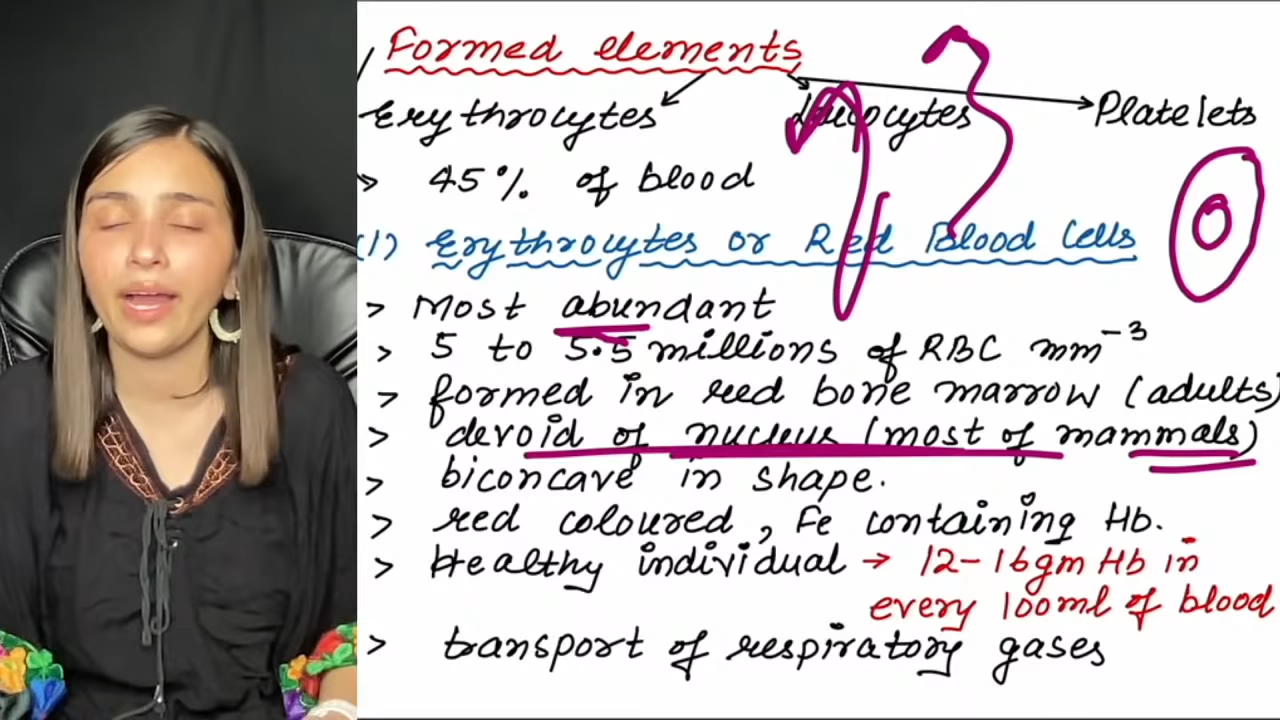 Formed elements
Erythrocytes Leucocytes Platelets
> 45% of blood
(1) Erythrocytes or Red Blood Cells
> Most abundant
> 5 to 5.5 millions of RBC mm⁻³
> formed in red bone marrow (adults)
> devoid of nucleus (most of mammals)
> biconcave in shape.
> red coloured, Fe containing Hb.
> Healthy individual → 12-16gm Hb in
every 100ml of blood
> transport of respiratory gases